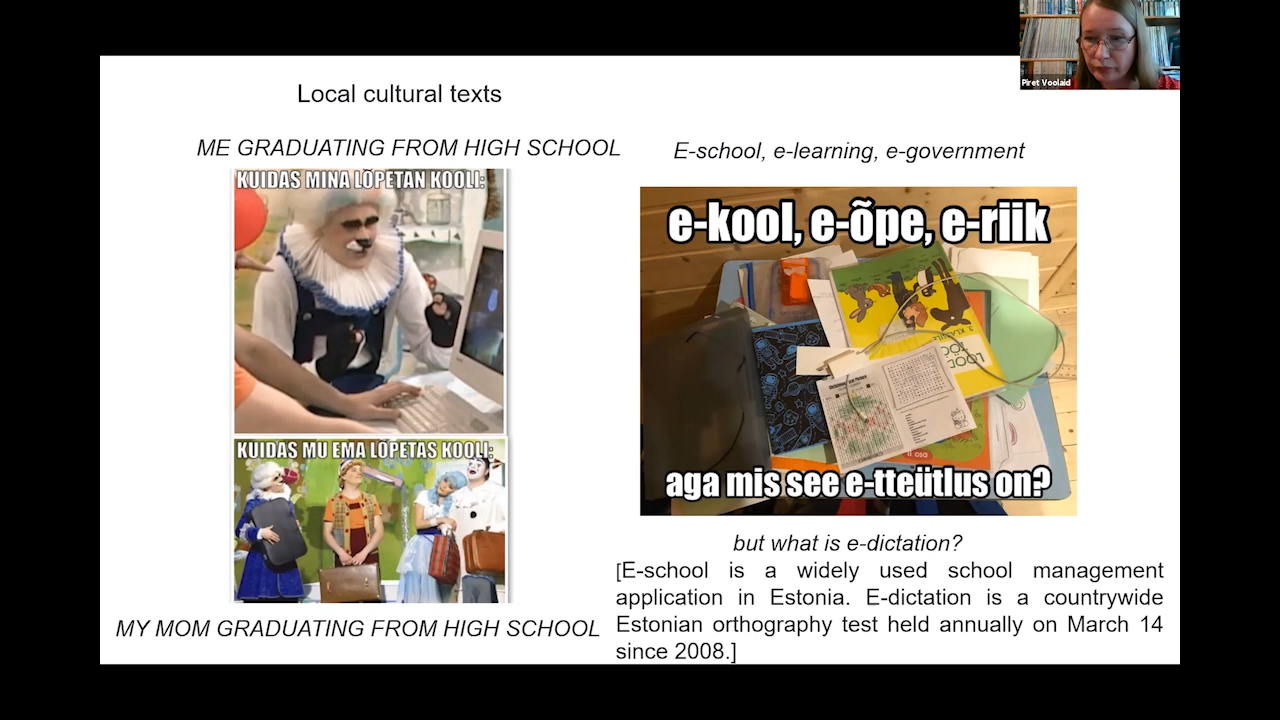 Piret Voolaid
Local cultural texts
ME GRADUATING FROM HIGH SCHOOL
KUIDAS MINA LÕPETAN KOOLI:
KUIDAS MU EMA LÕPETAS KOOLI:
MY MOM GRADUATING FROM HIGH SCHOOL
E-school, e-learning, e-government
e-kool, e-õpe, e-riik
2. KLASSILE
aga mis see e-tteütlus on?
but what is e-dictation?
[E-school is a widely used school management
application in Estonia. E-dictation is a countrywide
Estonian orthography test held annually on March 14
since 2008.]